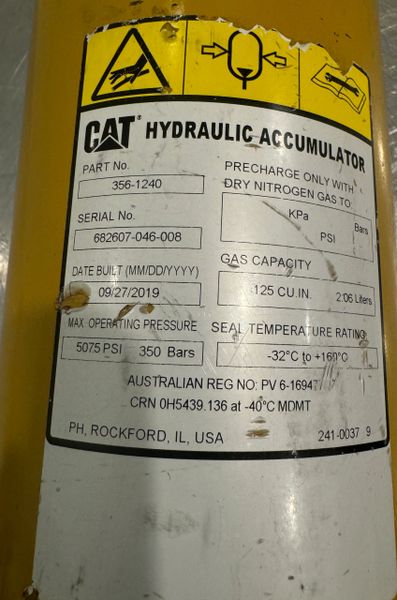 CAT® HYDRAULIC ACCUMULATOR
PART No.
356-1240
PRECHARGE ONLY WITH
DRY NITROGEN GAS TO:
KPa Bars
PSI
SERIAL No.
682607-046-008
GAS CAPACITY
125 CU.IN. 2.06 Liters
DATE BUILT (MM/DD/YYYY)
09/27/2019
MAX. OPERATING PRESSURE
5075 PSI 350 Bars
SEAL TEMPERATURE RATING
-32°C to +160°C
AUSTRALIAN REG NO: PV 6-16947
CRN 0H5439.136 at -40°C MDMT
PH, ROCKFORD, IL, USA
241-0037 9